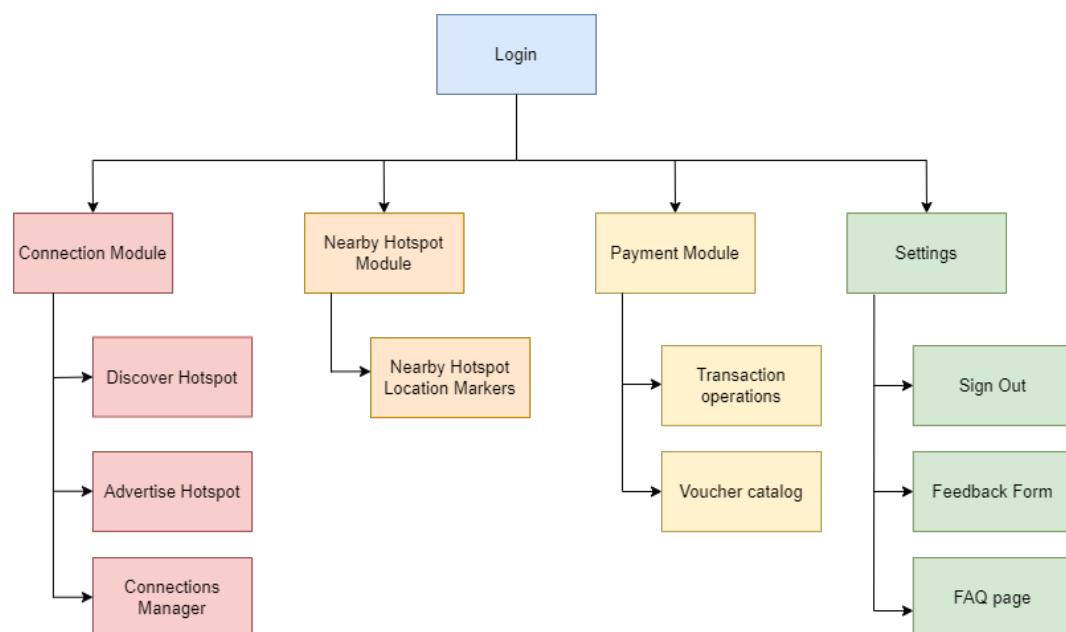 Login
Connection Module
Nearby Hotspot
Module
Payment Module
Settings
Discover Hotspot
Nearby Hotspot
Location Markers
Transaction
operations
Sign Out
Advertise Hotspot
Voucher catalog
Feedback Form
Connections
Manager
FAQ page